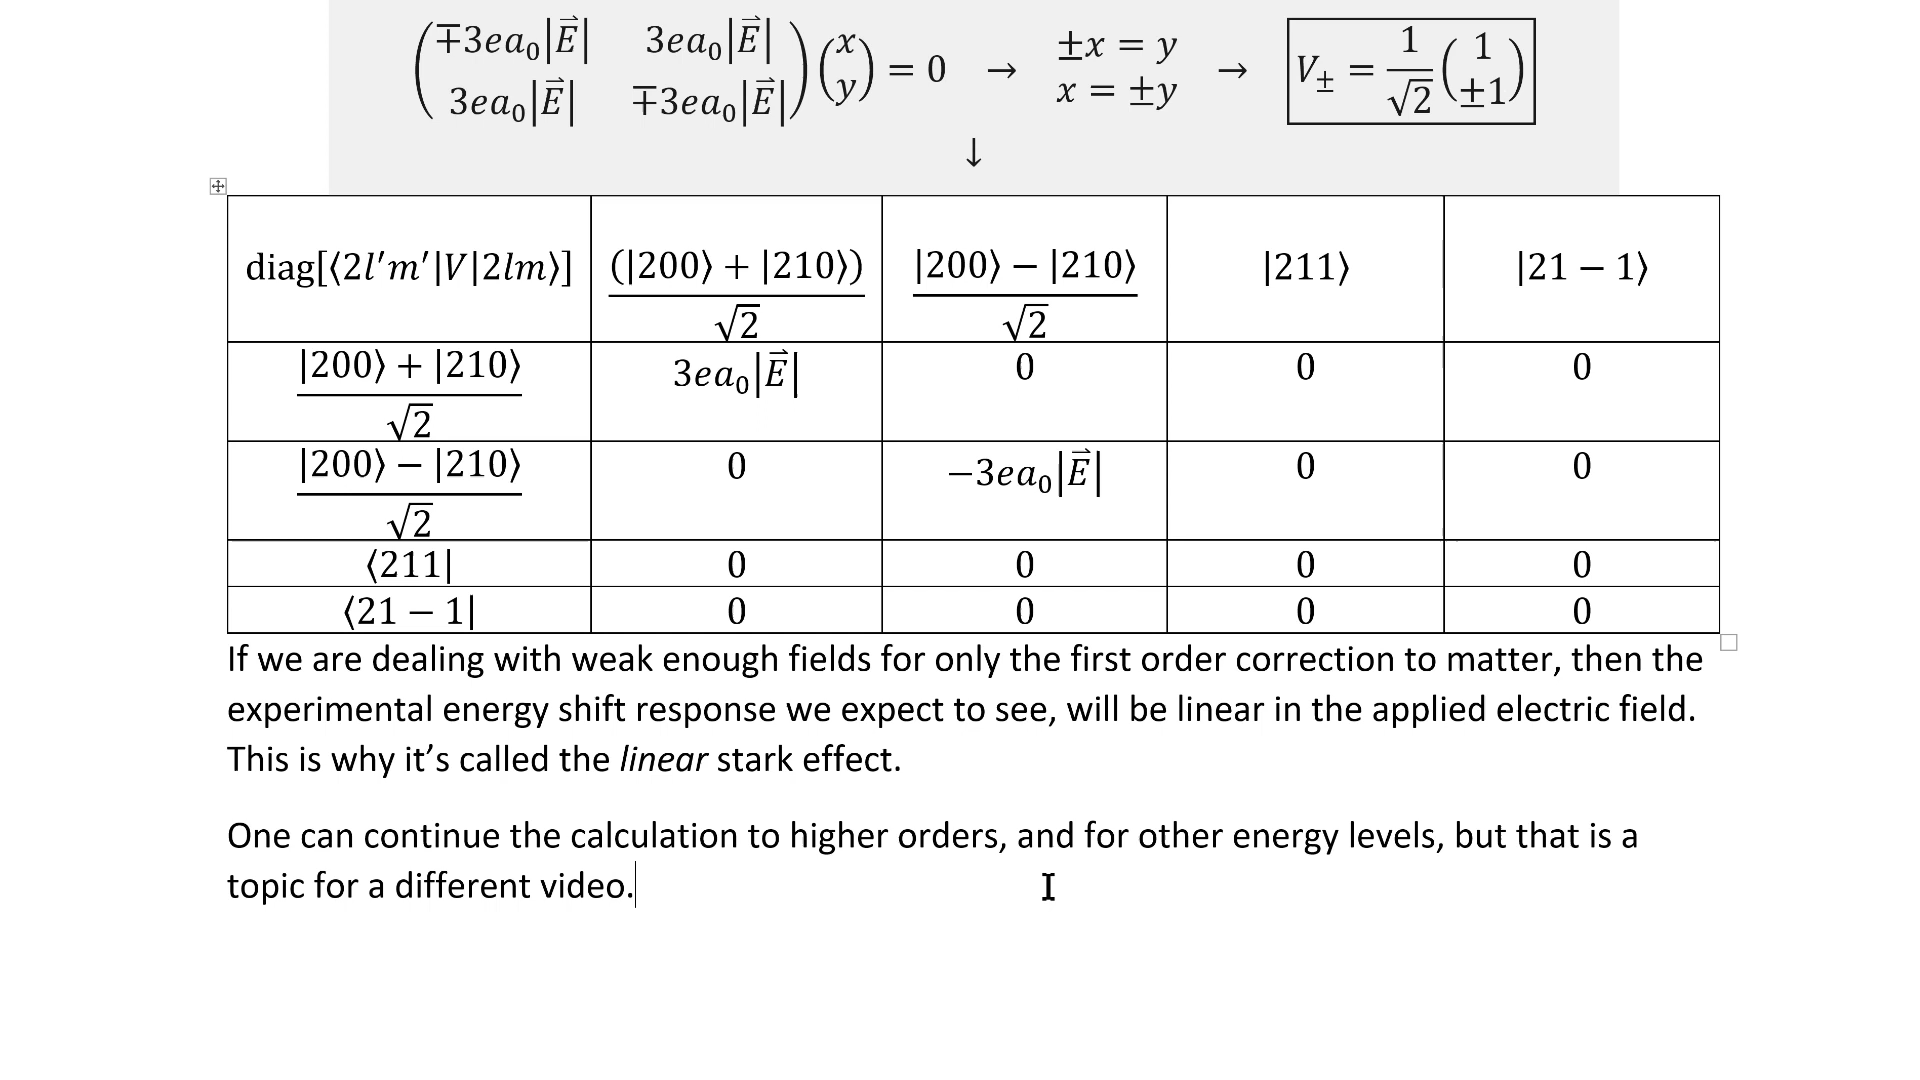 (∓3ea₀|E⃗| 3ea₀|E⃗|
3ea₀|E⃗| ∓3ea₀|E⃗|) (x
y) = 0 → ±x = y
x = ±y → V± = 1/√2 (1
±1)
↓
diag[⟨2l′m′|V|2lm⟩] (|200⟩ + |210⟩)/√2 |200⟩ − |210⟩/√2 |211⟩ |21 − 1⟩
|200⟩ + |210⟩/√2 3ea₀|E⃗| 0 0 0
|200⟩ − |210⟩/√2 0 −3ea₀|E⃗| 0 0
⟨211| 0 0 0 0
⟨21 − 1| 0 0 0 0
If we are dealing with weak enough fields for only the first order correction to matter, then the
experimental energy shift response we expect to see, will be linear in the applied electric field.
This is why it’s called the linear stark effect.
One can continue the calculation to higher orders, and for other energy levels, but that is a
topic for a different video.